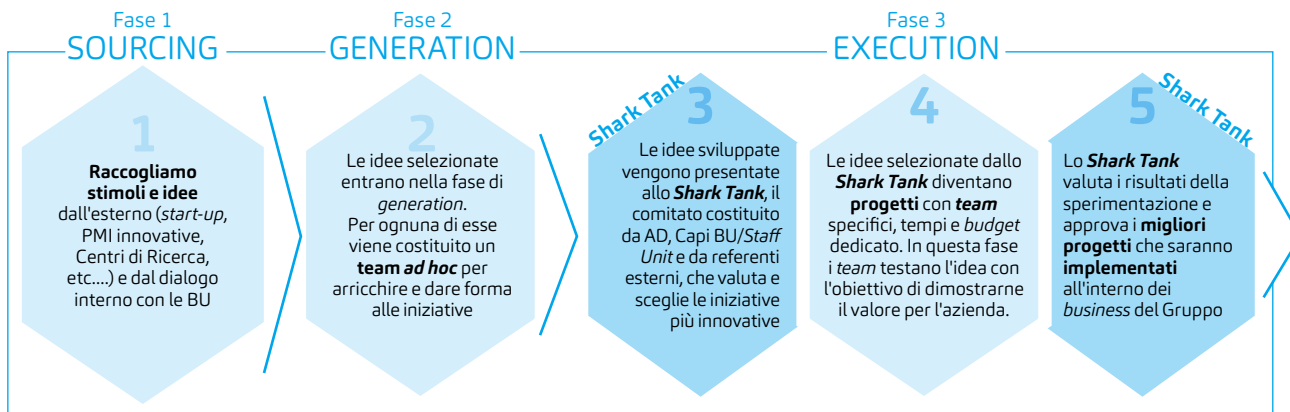 Fase 1
SOURCING
Fase 2
GENERATION
Fase 3
EXECUTION
1
Raccogliamo
stimoli e idee
dall'esterno (start-up,
PMI innovative,
Centri di Ricerca,
etc....) e dal dialogo
interno con le BU
2
Le idee selezionate
entrano nella fase di
generation.
Per ognuna di esse
viene costituito un
team ad hoc per
arricchire e dare forma
alle iniziative
Shark Tank
3
Le idee sviluppate
vengono presentate
allo Shark Tank, il
comitato costituito
da AD, Capi BU/Staff
Unit e da referenti
esterni, che valuta e
sceglie le iniziative
più innovative
4
Le idee selezionate dallo
Shark Tank diventano
progetti con team
specifici, tempi e budget
dedicato. In questa fase
i team testano l'idea con
l'obiettivo di dimostrarne
il valore per l'azienda.
5
Shark Tank
Lo Shark Tank
valuta i risultati della
sperimentazione e
approva i migliori
progetti che saranno
implementati
all'interno dei
business del Gruppo